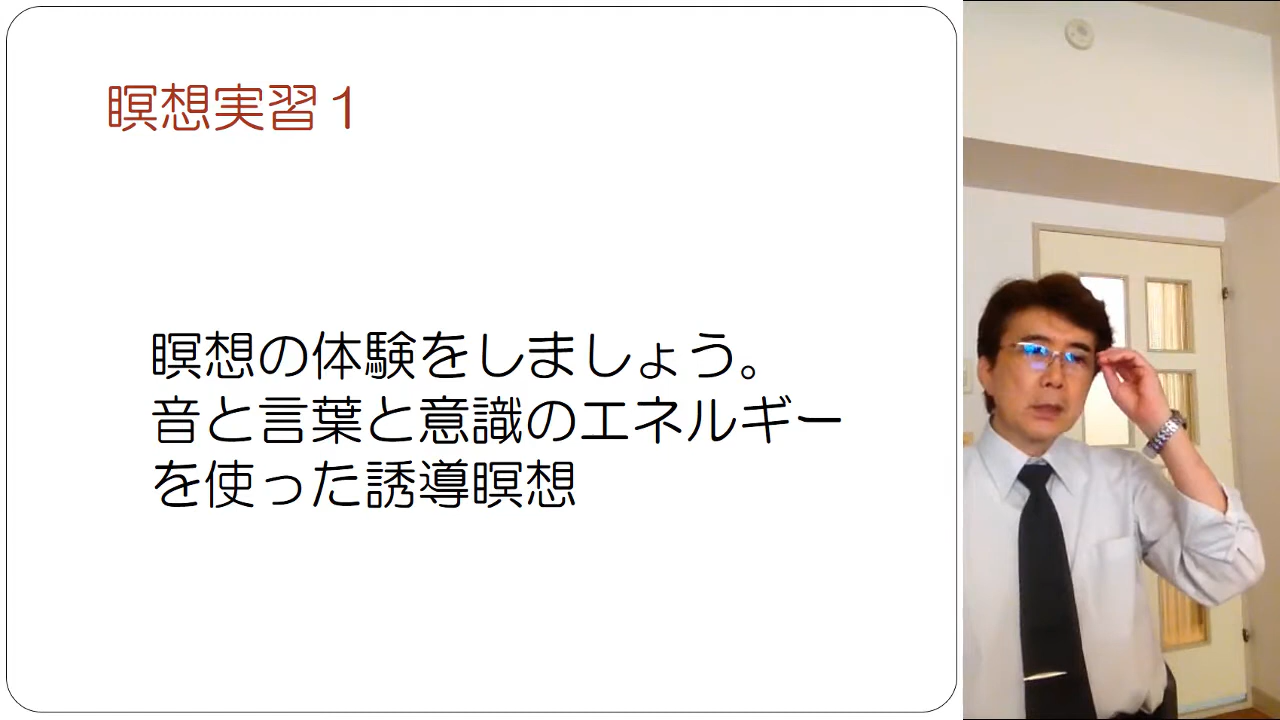 瞑想実習１
瞑想の体験をしましょう。
音と言葉と意識のエネルギー
を使った誘導瞑想